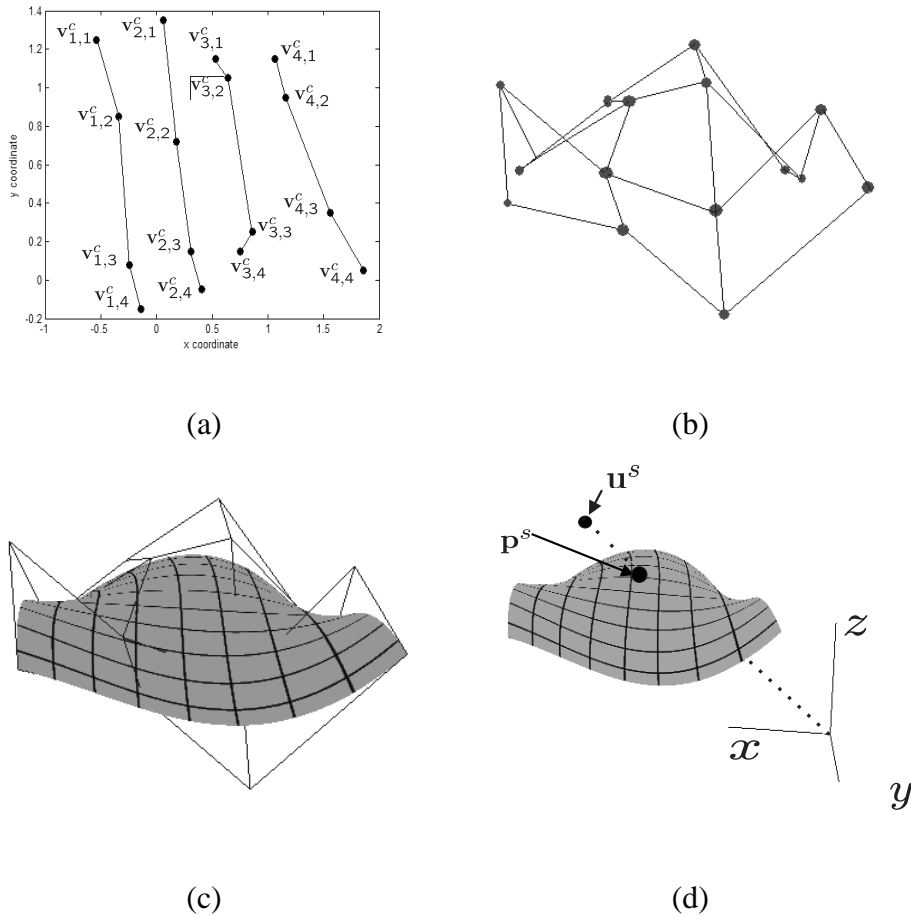 1.4
1.2
1
0.8
0.6
0.4
0.2
0
-0.2
y coordinate
-1
-0.5
0
0.5
1
1.5
2
x coordinate
v^c_{1,1}
v^c_{2,1}
v^c_{3,1}
v^c_{4,1}
v^c_{3,2}
v^c_{4,2}
v^c_{1,2}
v^c_{2,2}
v^c_{4,3}
v^c_{2,3}
v^c_{3,3}
v^c_{1,3}
v^c_{3,4}
v^c_{4,4}
v^c_{1,4}
v^c_{2,4}
(a)
(b)
u^s
p^s
z
x
y
(c)
(d)